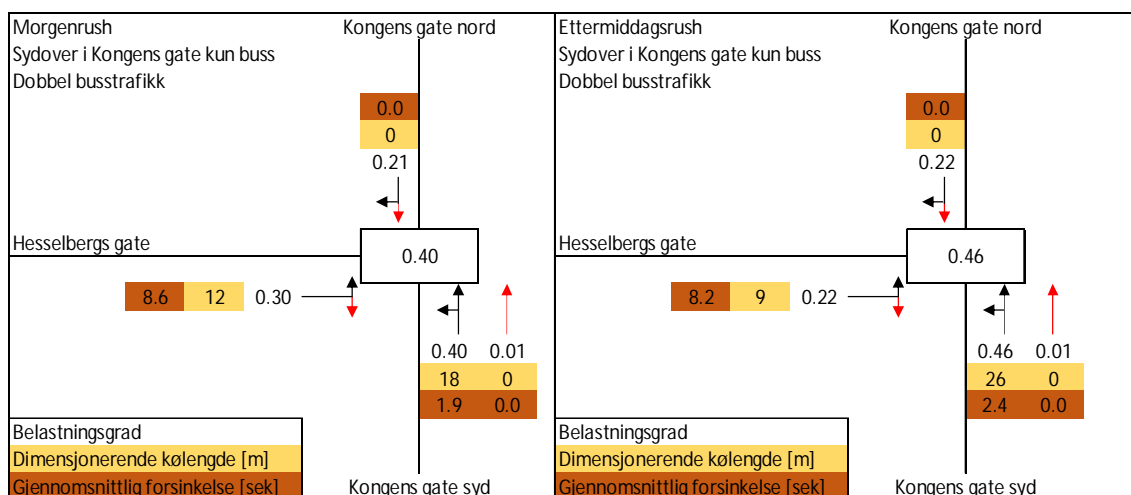 Morgenrush
Kongens gate nord
Sydover i Kongens gate kun buss
Dobbel busstrafikk
0.0
0
0.21
Hesselbergs gate
0.40
8.6 12 0.30
0.40 0.01
18 0
1.9 0.0
Belastningsgrad
Dimensjonerende kølengde [m]
Gjennomsnittlig forsinkelse [sek]
Kongens gate syd
Ettermiddagsrush
Kongens gate nord
Sydover i Kongens gate kun buss
Dobbel busstrafikk
0.0
0
0.22
Hesselbergs gate
0.46
8.2 9 0.22
0.46 0.01
26 0
2.4 0.0
Belastningsgrad
Dimensjonerende kølengde [m]
Gjennomsnittlig forsinkelse [sek]
Kongens gate syd